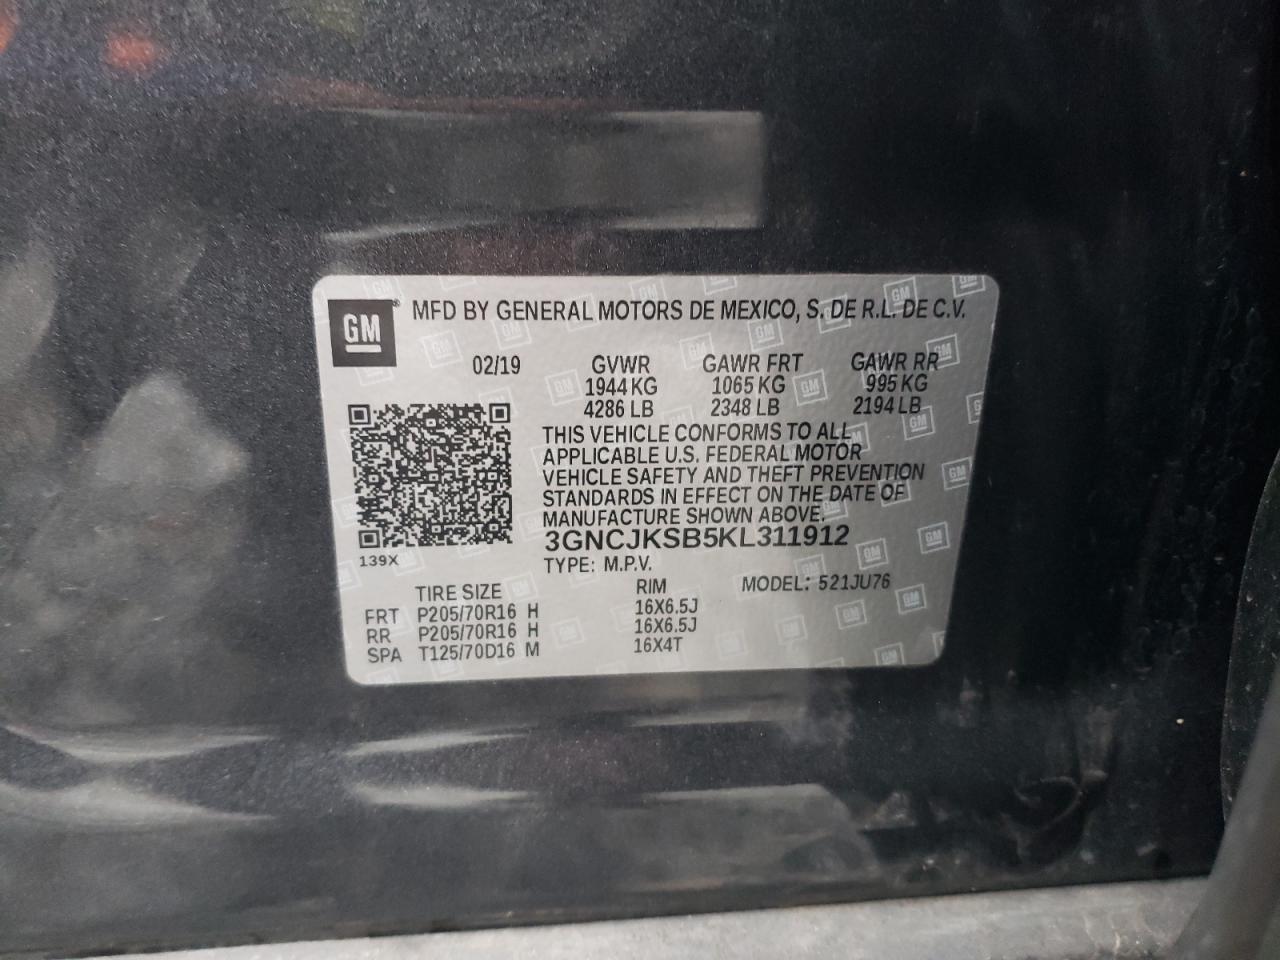 GM ® MFD BY GENERAL MOTORS DE MEXICO, S. DE R.L. DE C.V.
02/19 GVWR GAWR FRT GAWR RR
1944 KG 1065 KG 995 KG
4286 LB 2348 LB 2194 LB
THIS VEHICLE CONFORMS TO ALL
APPLICABLE U.S. FEDERAL MOTOR
VEHICLE SAFETY AND THEFT PREVENTION
STANDARDS IN EFFECT ON THE DATE OF
MANUFACTURE SHOWN ABOVE.
3GNCJKSB5KL311912
139X TYPE: M.P.V.
TIRE SIZE RIM MODEL: 521JU76
FRT P205/70R16 H 16X6.5J
RR P205/70R16 H 16X6.5J
SPA T125/70D16 M 16X4T